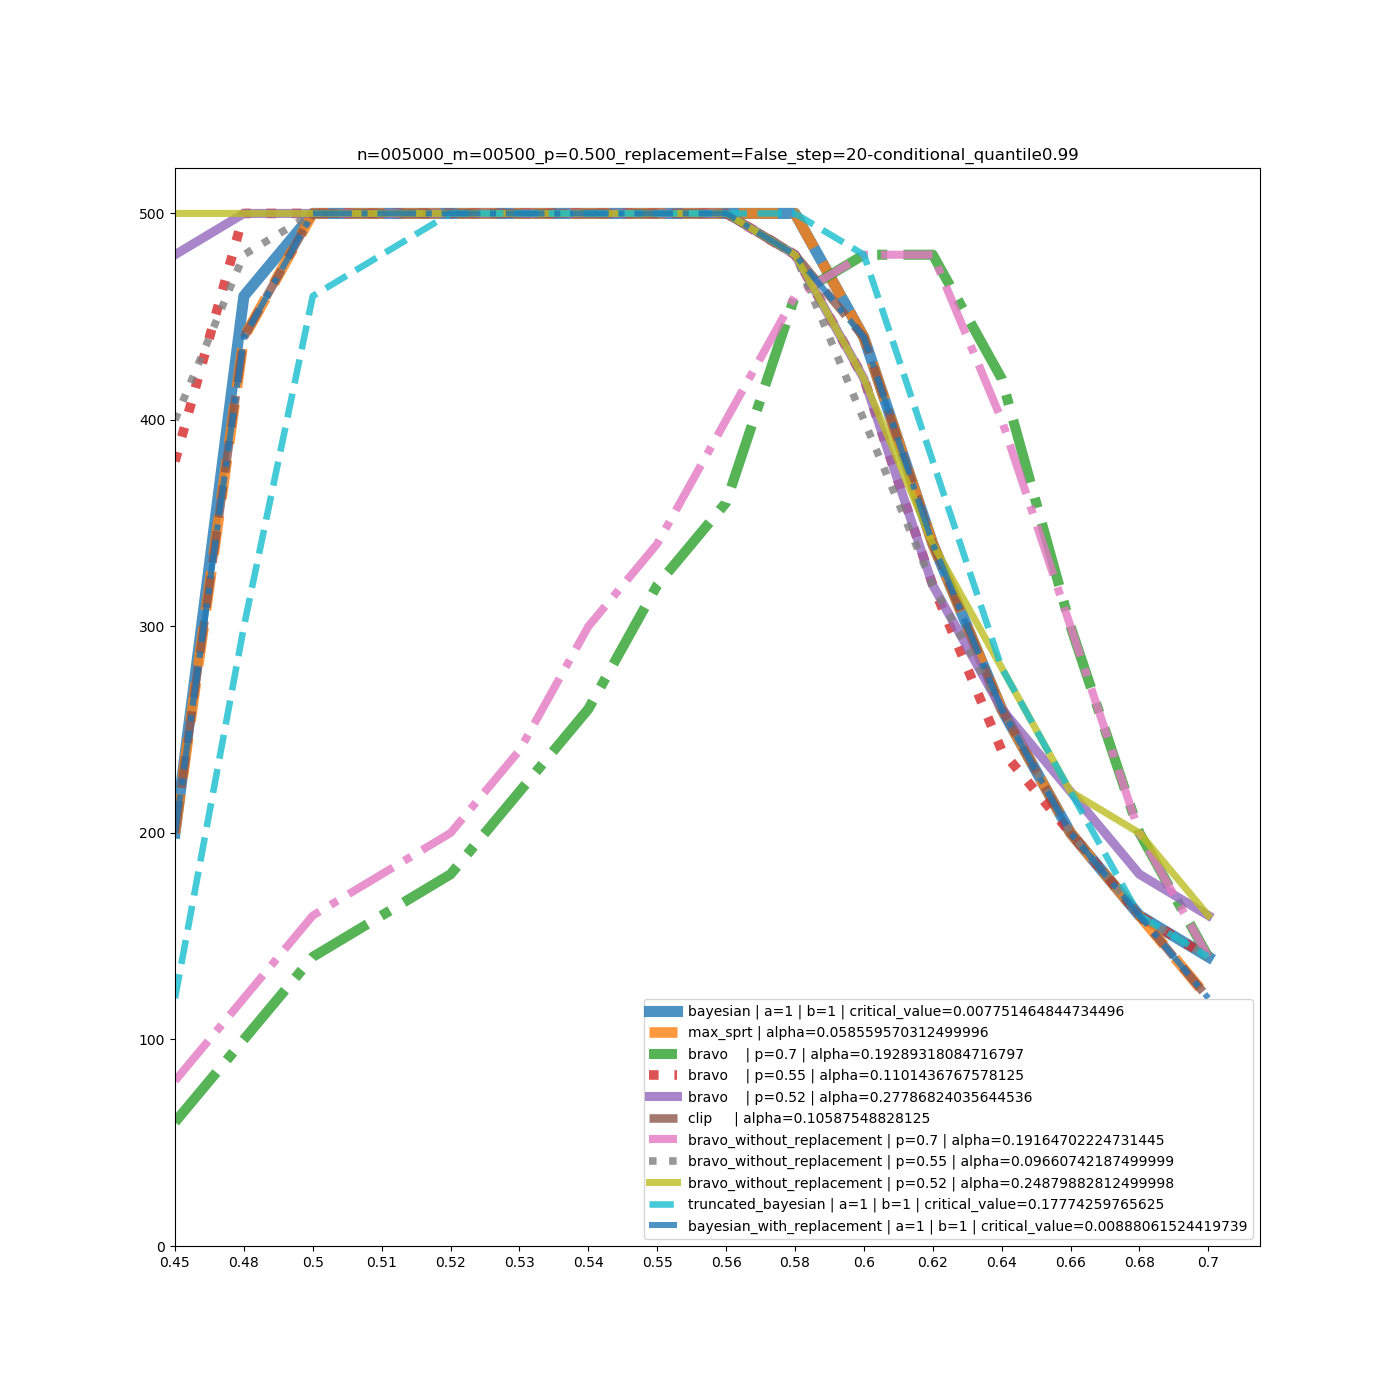 n=005000_m=00500_p=0.500_replacement=False_step=20-conditional_quantile0.99
500
400
300
200
100
0
bayesian | a=1 | b=1 | critical_value=0.007751464844734496
max_sprt | alpha=0.058559570312499996
bravo    | p=0.7 | alpha=0.19289318084716797
bravo    | p=0.55 | alpha=0.1101436767578125
bravo    | p=0.52 | alpha=0.27786824035644536
clip     | alpha=0.10587548828125
bravo_without_replacement | p=0.7 | alpha=0.19164702224731445
bravo_without_replacement | p=0.55 | alpha=0.09660742187499999
bravo_without_replacement | p=0.52 | alpha=0.24879882812499998
truncated_bayesian | a=1 | b=1 | critical_value=0.17774259765625
bayesian_with_replacement | a=1 | b=1 | critical_value=0.00888061524419739
0.45 0.48 0.5 0.51 0.52 0.53 0.54 0.55 0.56 0.58 0.6 0.62 0.64 0.66 0.68 0.7